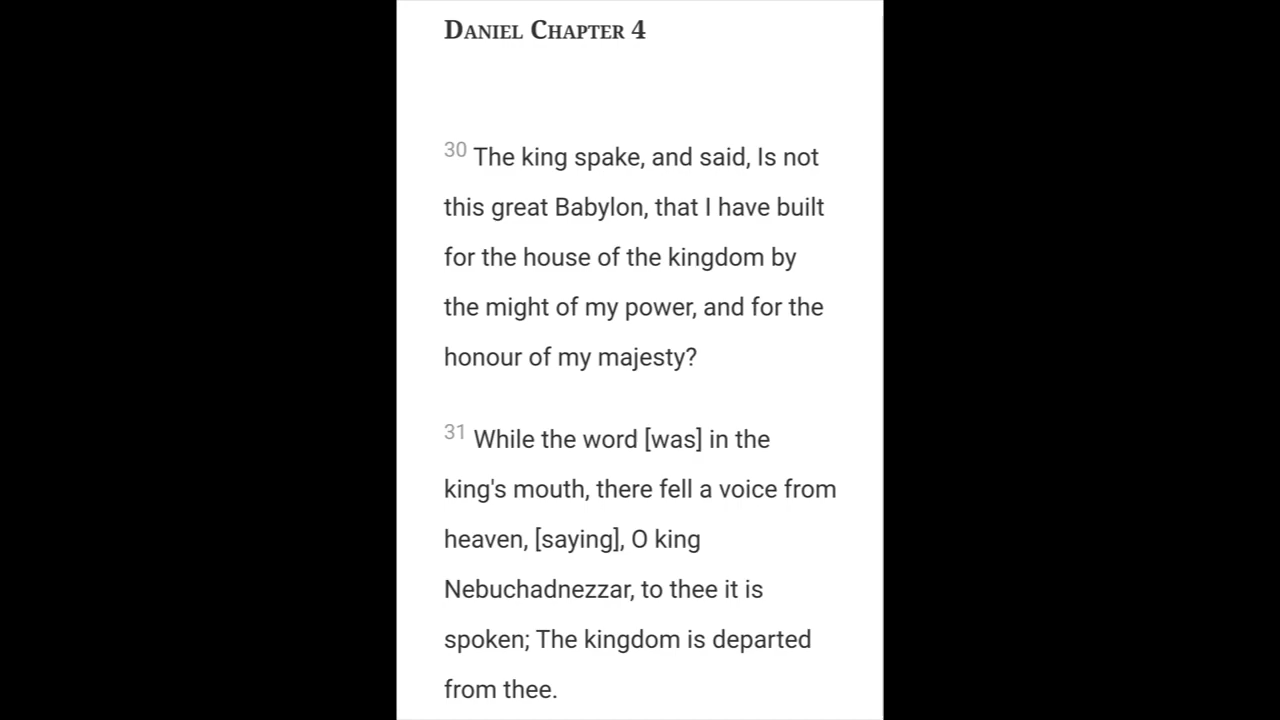 Daniel Chapter 4
30 The king spake, and said, Is not
this great Babylon, that I have built
for the house of the kingdom by
the might of my power, and for the
honour of my majesty?
31 While the word [was] in the
king's mouth, there fell a voice from
heaven, [saying], O king
Nebuchadnezzar, to thee it is
spoken; The kingdom is departed
from thee.